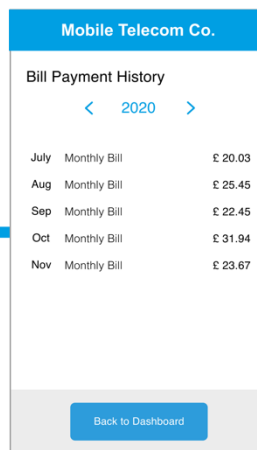 Mobile Telecom Co.
Bill Payment History
< 2020 >
July Monthly Bill £ 20.03
Aug Monthly Bill £ 25.45
Sep Monthly Bill £ 22.45
Oct Monthly Bill £ 31.94
Nov Monthly Bill £ 23.67
Back to Dashboard